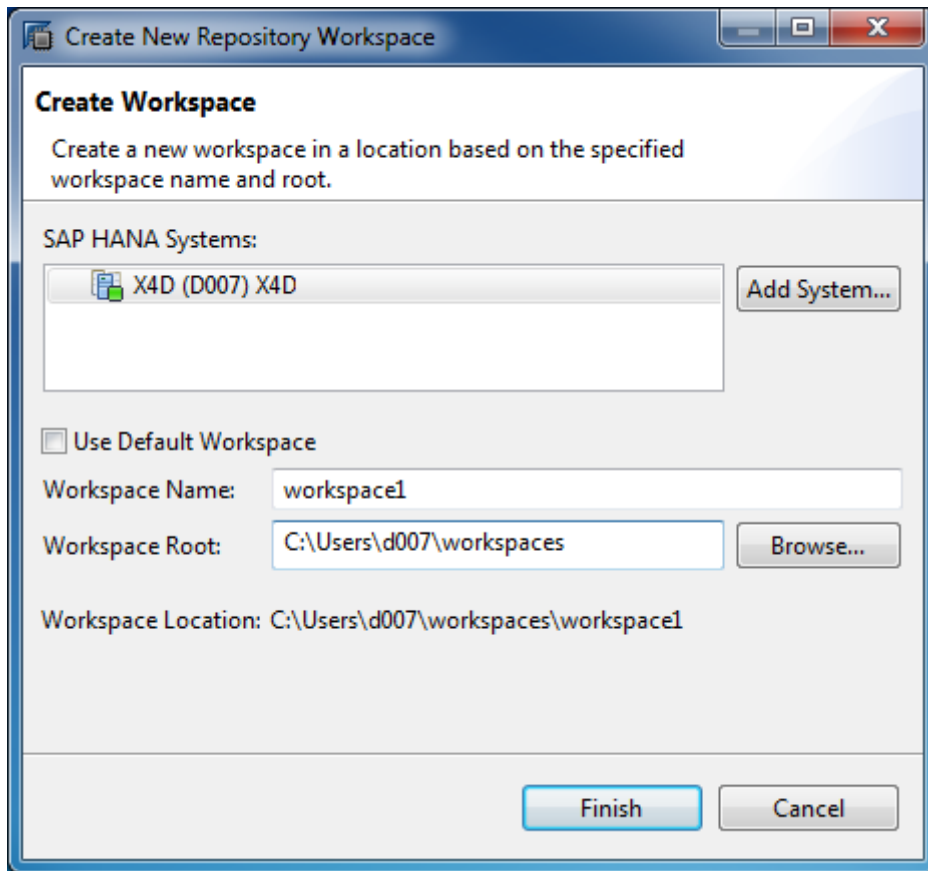 Create New Repository Workspace
Create Workspace
Create a new workspace in a location based on the specified
workspace name and root.
SAP HANA Systems:
X4D (D007) X4D
Add System...
Use Default Workspace
Workspace Name: workspace1
Workspace Root: C:\Users\d007\workspaces Browse...
Workspace Location: C:\Users\d007\workspaces\workspace1
Finish Cancel